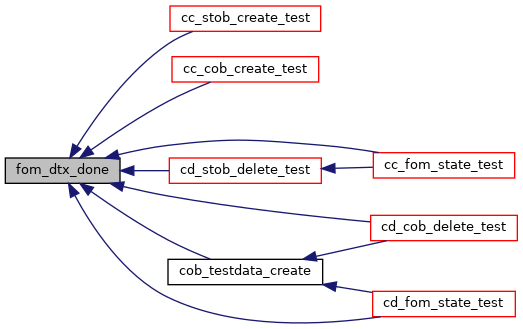 cc_stob_create_test
cc_cob_create_test
fom_dtx_done
cc_fom_state_test
cd_stob_delete_test
cd_cob_delete_test
cob_testdata_create
cd_fom_state_test